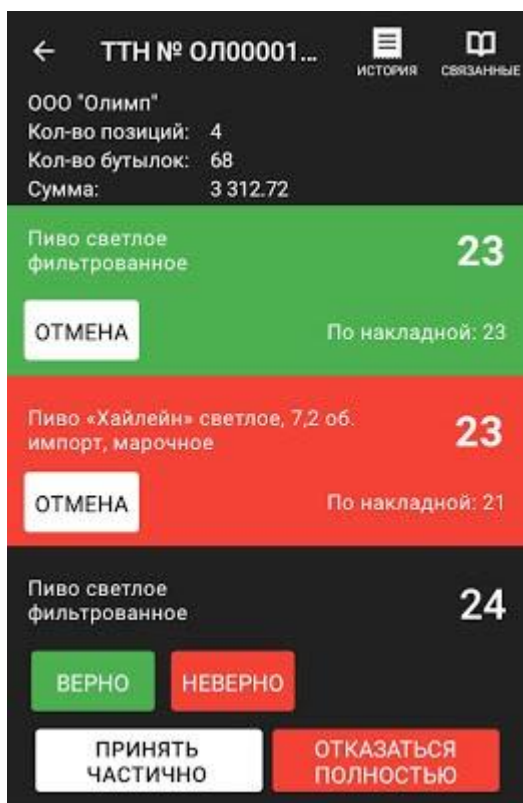 ТТН № ОЛ00001...
ИСТОРИЯ
СВЯЗАННЫЕ
ООО "Олимп"
Кол-во позиций: 4
Кол-во бутылок: 68
Сумма: 3 312.72
Пиво светлое
фильтрованное
23
ОТМЕНА
По накладной: 23
Пиво «Хайлейн» светлое, 7,2 об.
импорт, марочное
23
ОТМЕНА
По накладной: 21
Пиво светлое
фильтрованное
24
ВЕРНО
НЕВЕРНО
ПРИНЯТЬ
ЧАСТИЧНО
ОТКАЗАТЬСЯ
ПОЛНОСТЬЮ